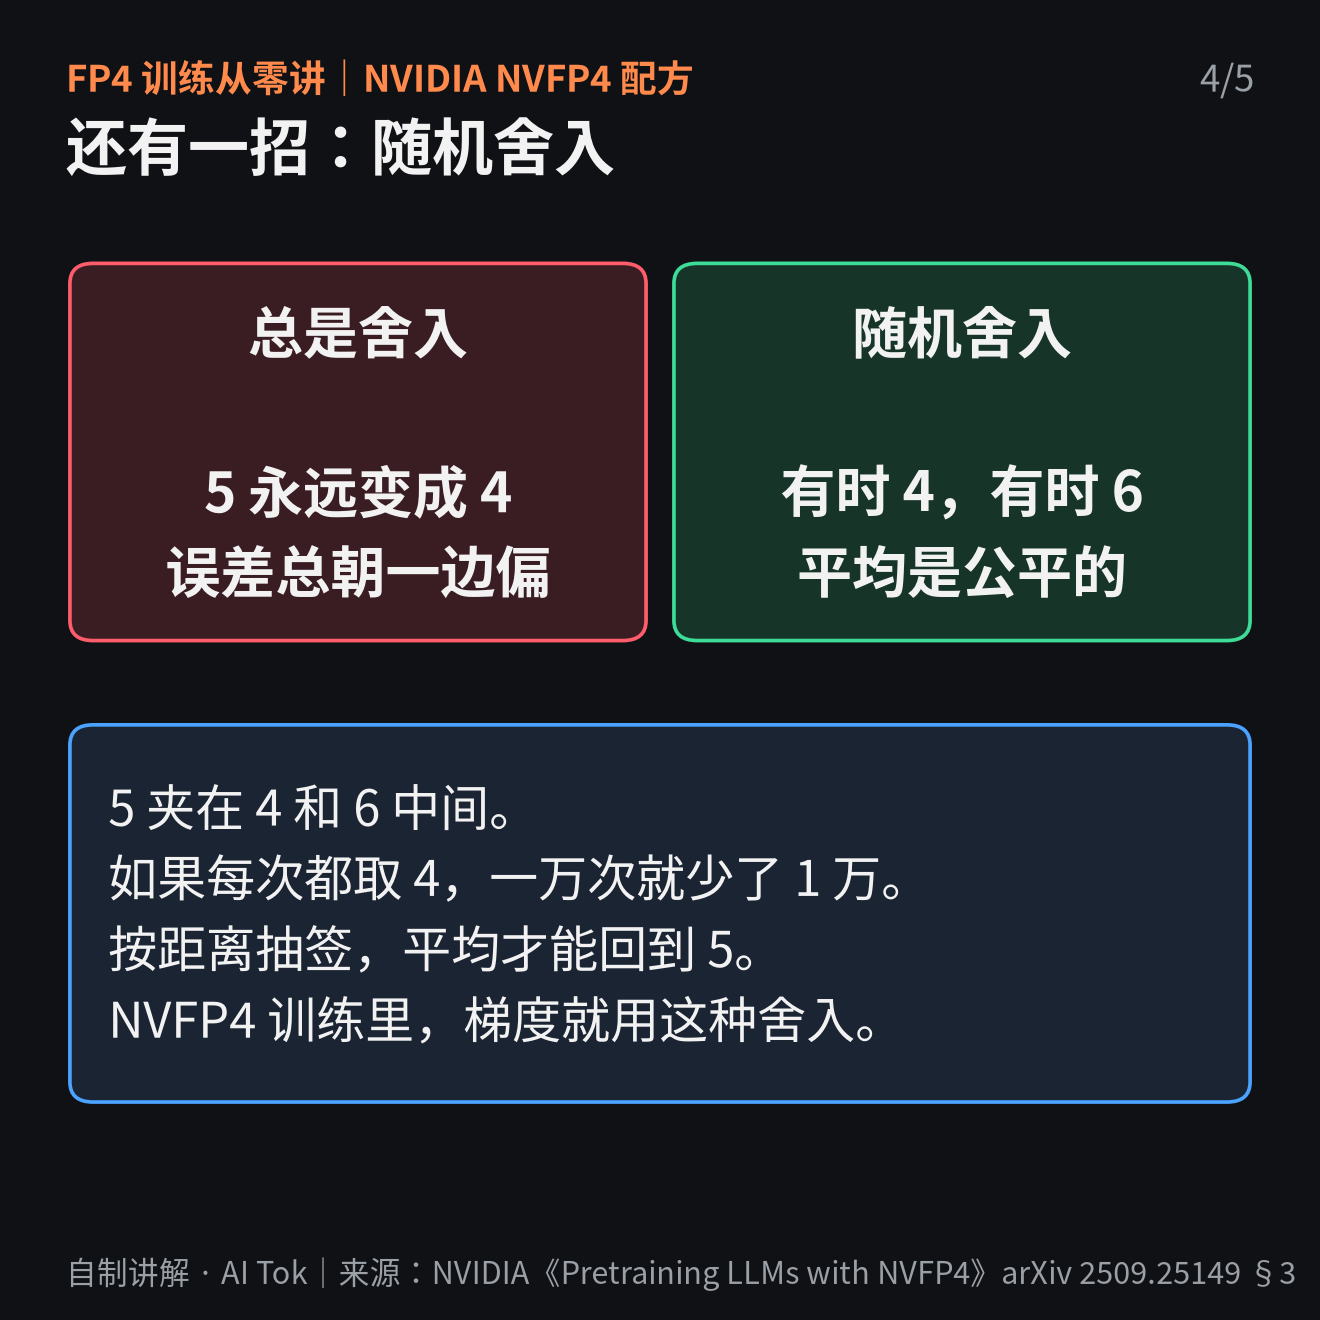 FP4 训练从零讲｜NVIDIA NVFP4 配方
4/5
还有一招：随机舍入
总是舍入
5 永远变成 4
误差总朝一边偏
随机舍入
有时 4，有时 6
平均是公平的
5 夹在 4 和 6 中间。
如果每次都取 4，一万次就少了 1 万。
按距离抽签，平均才能回到 5。
NVFP4 训练里，梯度就用这种舍入。
自制讲解 · AI Tok｜来源：NVIDIA《Pretraining LLMs with NVFP4》arXiv 2509.25149 §3